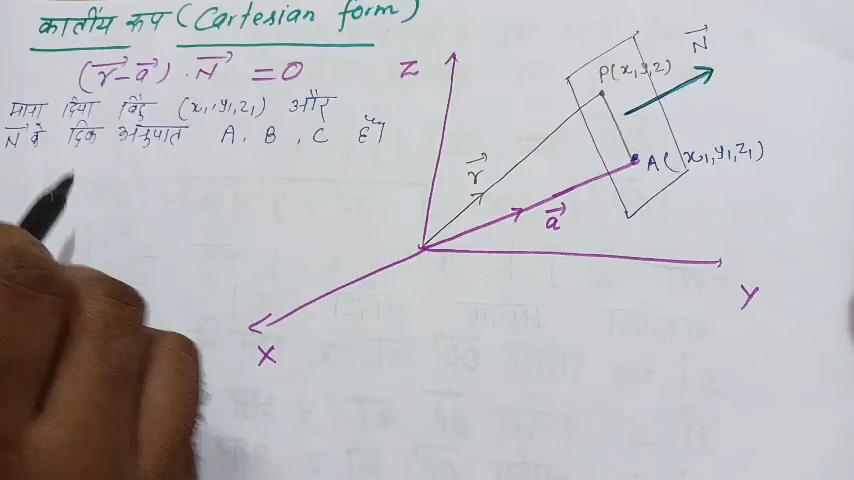 कार्तीय रूप (Cartesian form)
(r⃗-a⃗).N⃗ =0
माना दिया बिंदु (x₁,y₁,z₁) और
N⃗ के दिक अनुपात A, B, C हैं।
Z
N⃗
P(x,y,z)
r⃗
A(x₁,y₁,z₁)
a⃗
Y
X